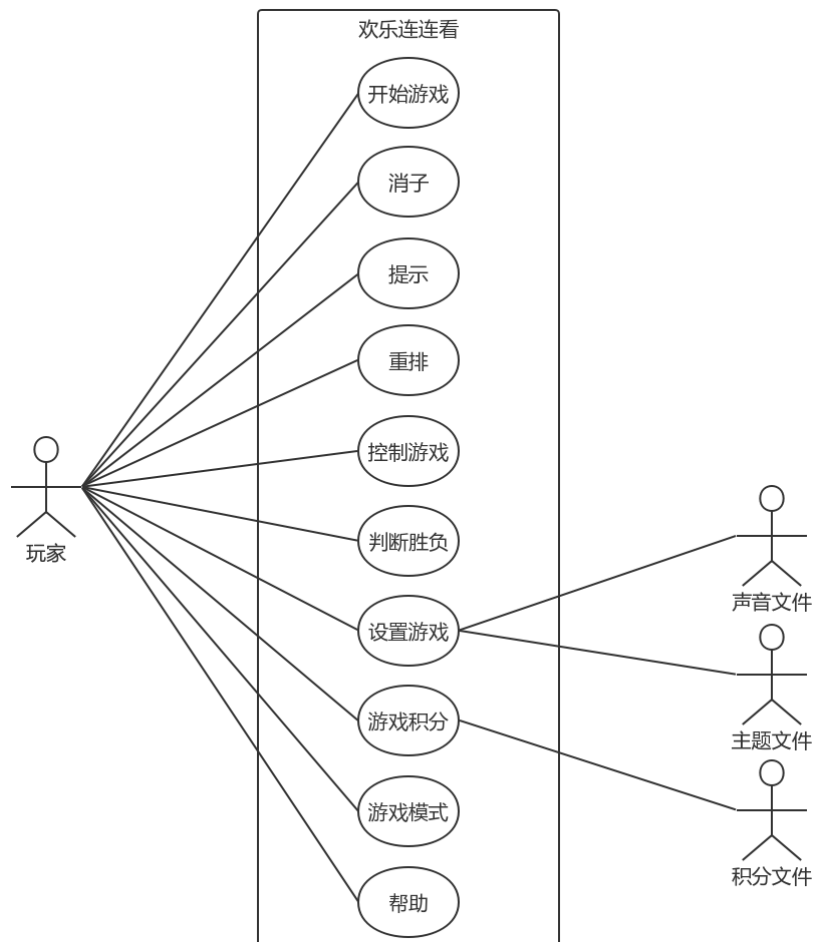 欢乐连连看
开始游戏
消子
提示
重排
控制游戏
判断胜负
玩家
设置游戏
声音文件
游戏积分
主题文件
游戏模式
积分文件
帮助